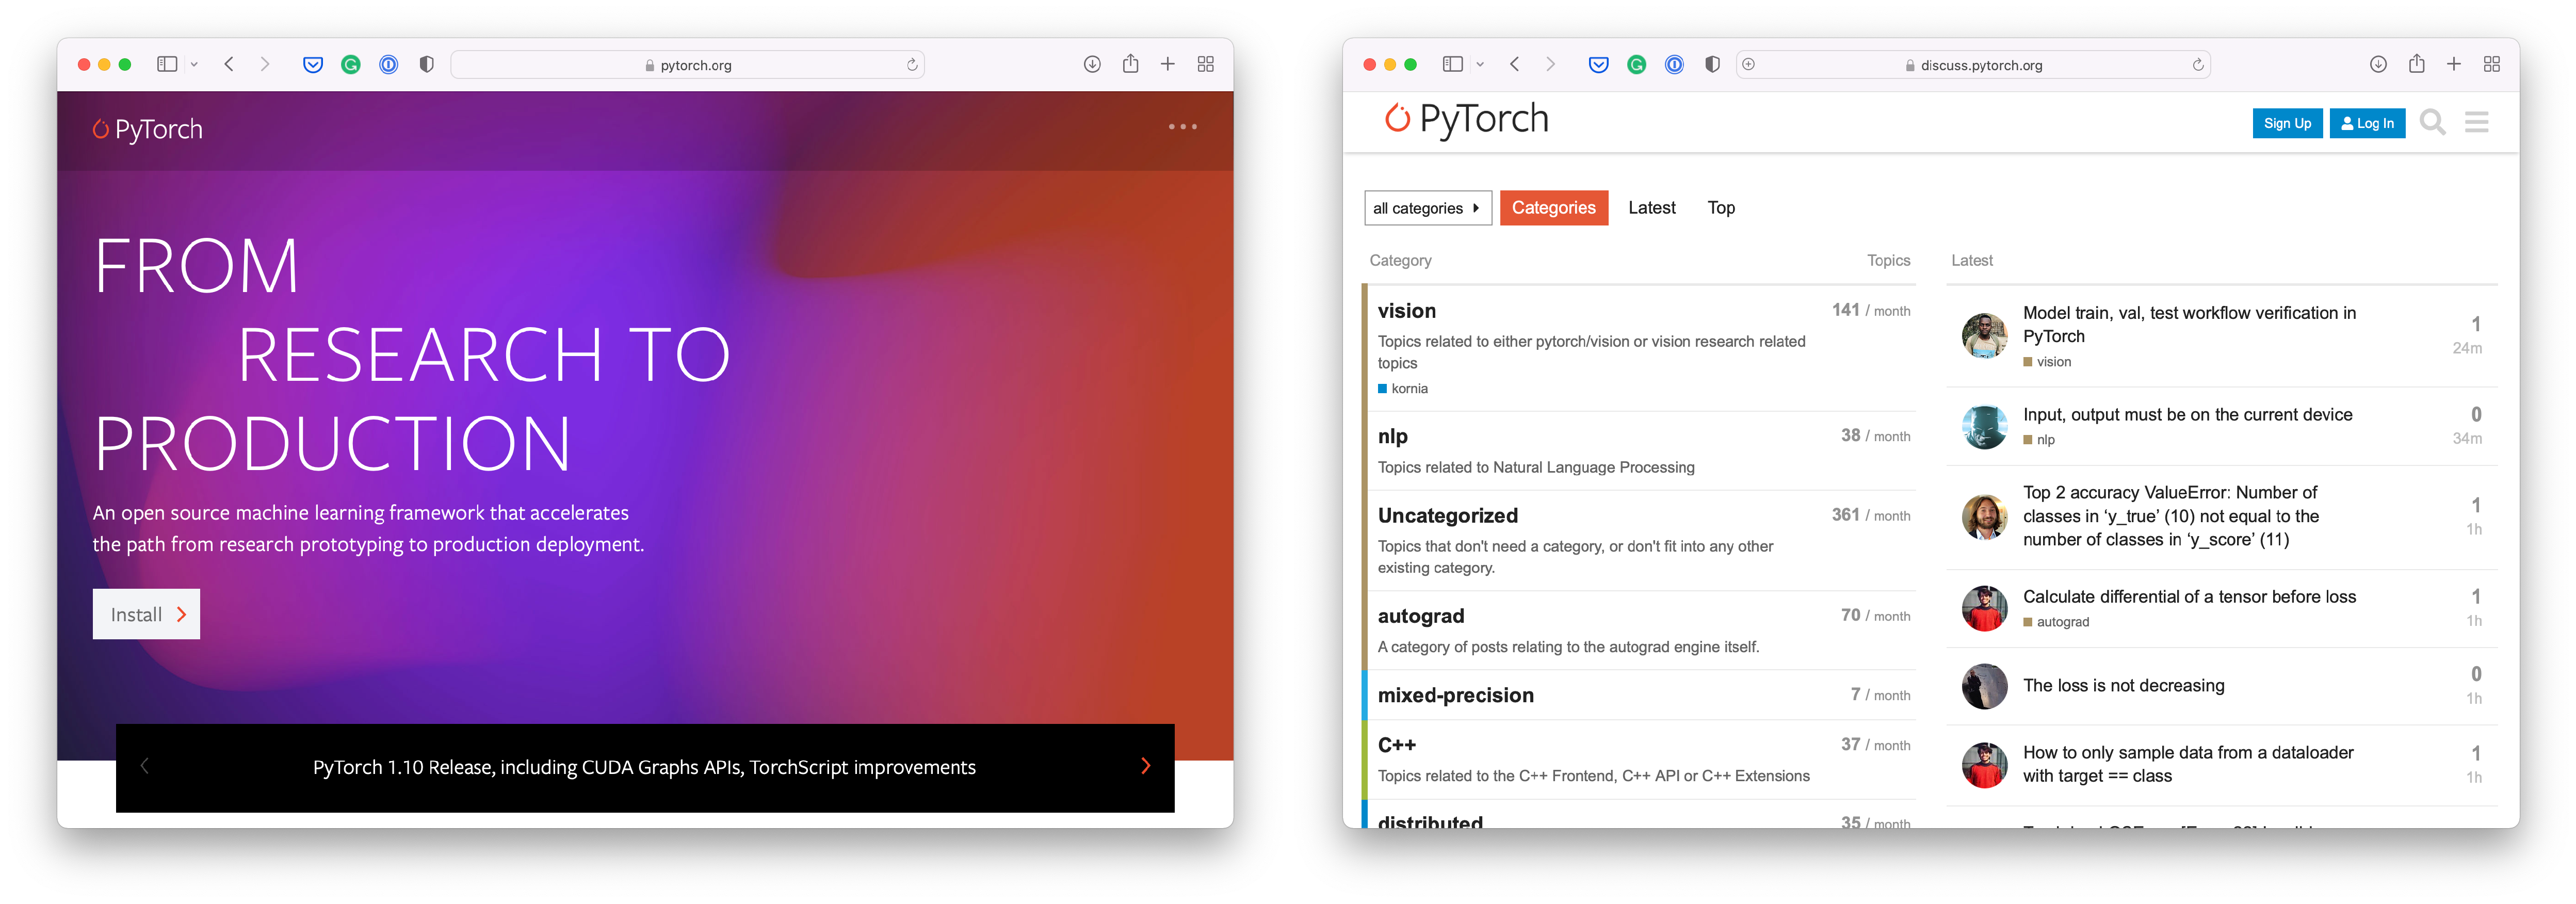 pytorch.org
PyTorch
FROM
RESEARCH TO
PRODUCTION
An open source machine learning framework that accelerates
the path from research prototyping to production deployment.
Install
PyTorch 1.10 Release, including CUDA Graphs APIs, TorchScript improvements
discuss.pytorch.org
PyTorch
Sign Up
Log In
all categories
Categories
Latest
Top
Category
Topics
vision
141 / month
Topics related to either pytorch/vision or vision research related
topics
kornia
nlp
38 / month
Topics related to Natural Language Processing
Uncategorized
361 / month
Topics that don't need a category, or don't fit into any other
existing category.
autograd
70 / month
A category of posts relating to the autograd engine itself.
mixed-precision
7 / month
C++
37 / month
Topics related to the C++ Frontend, C++ API or C++ Extensions
distributed
35 / month
Latest
Model train, val, test workflow verification in
PyTorch
vision
1
24m
Input, output must be on the current device
nlp
0
34m
Top 2 accuracy ValueError: Number of
classes in ‘y_true’ (10) not equal to the
number of classes in ‘y_score’ (11)
1
1h
Calculate differential of a tensor before loss
autograd
1
1h
The loss is not decreasing
0
1h
How to only sample data from a dataloader
with target == class
1
1h